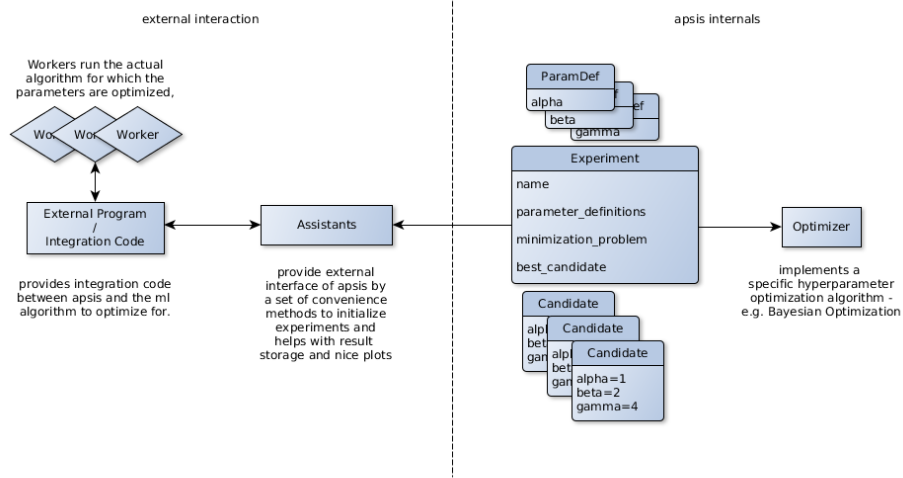 external interaction
apsis internals
Workers run the actual
algorithm for which the
parameters are optimized,
Worker
ParamDef
alpha
beta
gamma
Experiment
name
parameter_definitions
minimization_problem
best_candidate
External Program
/
Integration Code
Assistants
Optimizer
provides integration code
between apsis and the ml
algorithm to optimize for.
provide external
interface of apsis by
a set of convenience
methods to initialize
experiments and
helps with result
storage and nice plots
implements a
specific hyperparameter
optimization algorithm -
e.g. Bayesian Optimization
Candidate
Candidate
Candidate
alpha=1
beta=2
gamma=4